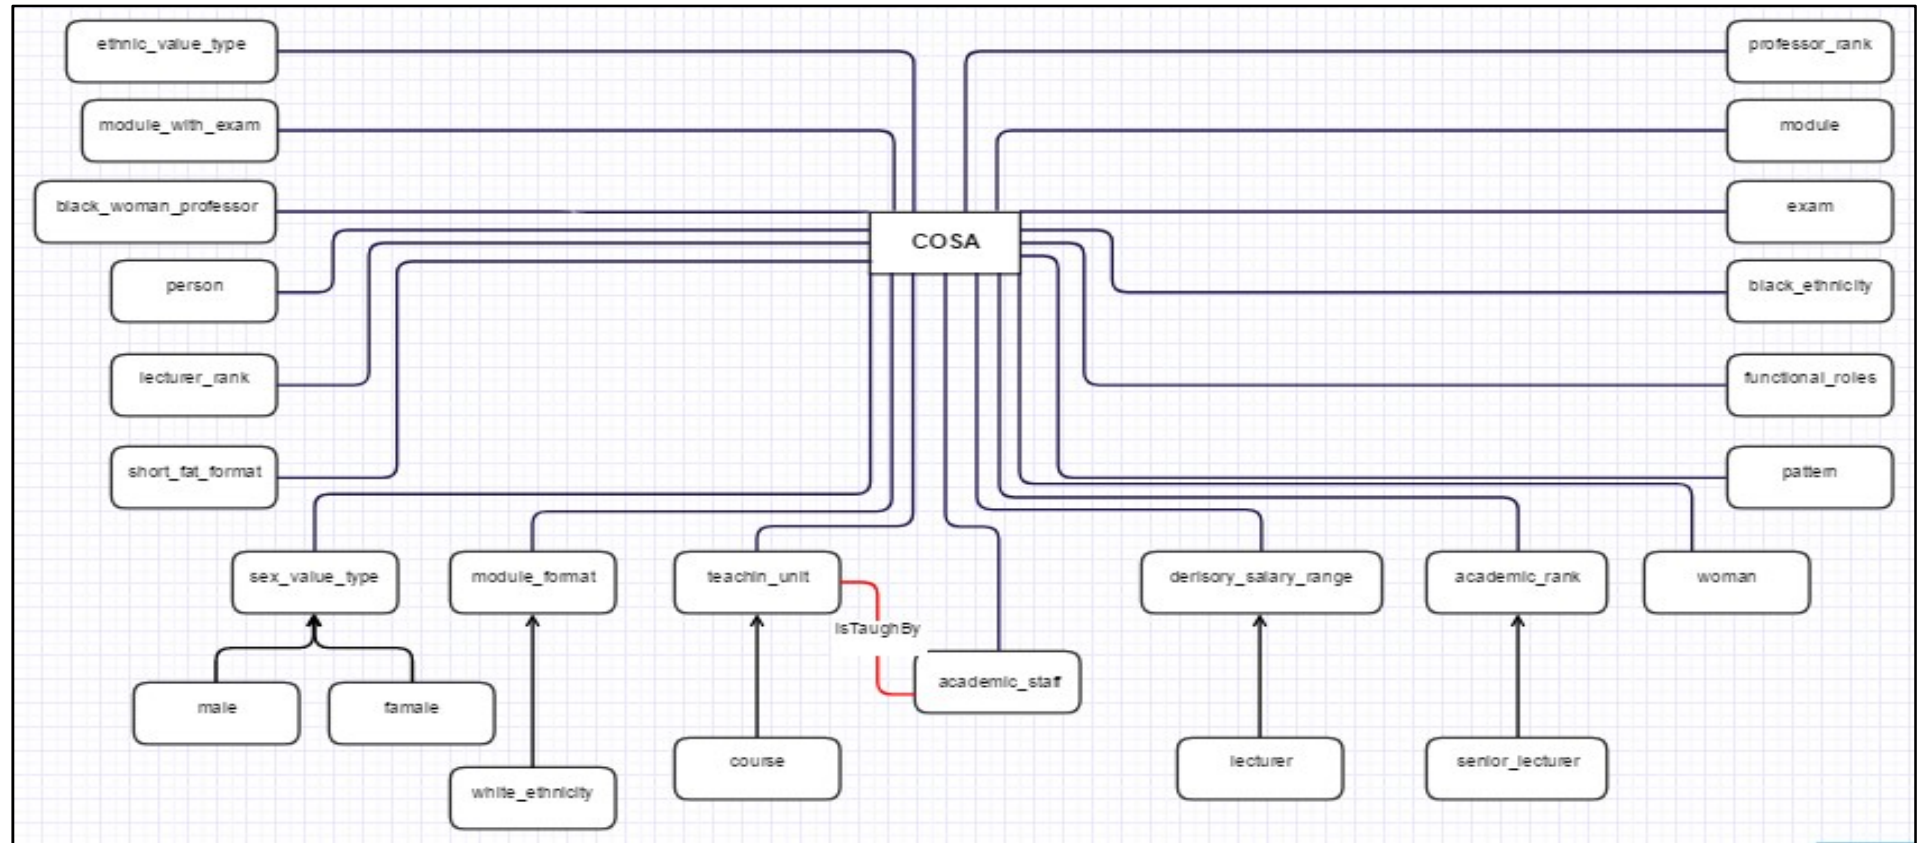 ethnic_value_type
professor_rank
module_with_exam
module
black_woman_professor
exam
COSA
person
black_ethnicity
lecturer_rank
functional_roles
short_fat_format
pattern
sex_value_type
module_format
teachin_unit
derisory_salary_range
academic_rank
woman
isTaughBy
academic_staff
male
famale
course
lecturer
senior_lecturer
white_ethnicity